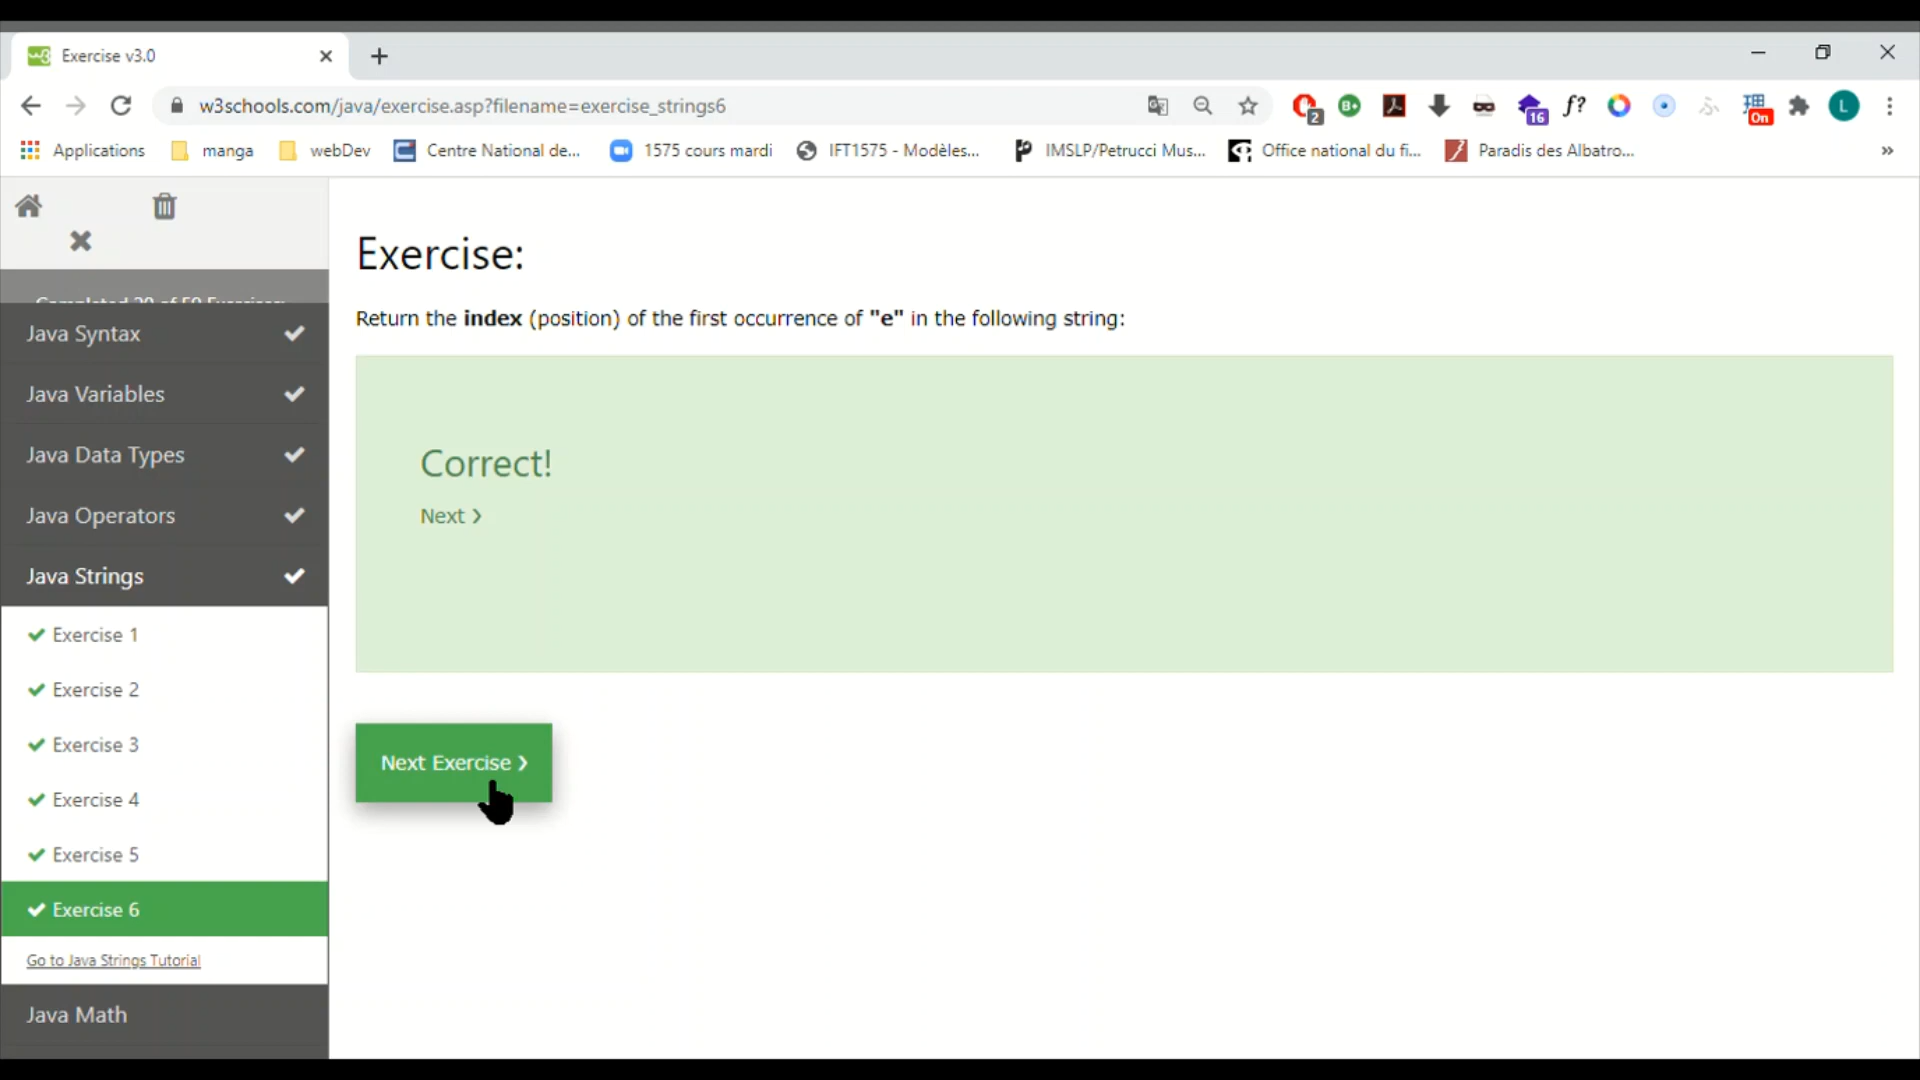 Exercise v3.0
w3schools.com/java/exercise.asp?filename=exercise_strings6
2
B+
16
f?
On
L
Applications
manga
webDev
Centre National de...
1575 cours mardi
IFT1575 - Modèles...
IMSLP/Petrucci Mus...
Office national du fi...
Paradis des Albatro...
»
Java Syntax
Java Variables
Java Data Types
Java Operators
Java Strings
Exercise 1
Exercise 2
Exercise 3
Exercise 4
Exercise 5
Exercise 6
Go to Java Strings Tutorial
Java Math
Exercise:
Return the index (position) of the first occurrence of "e" in the following string:
Correct!
Next ❯
Next Exercise ❯